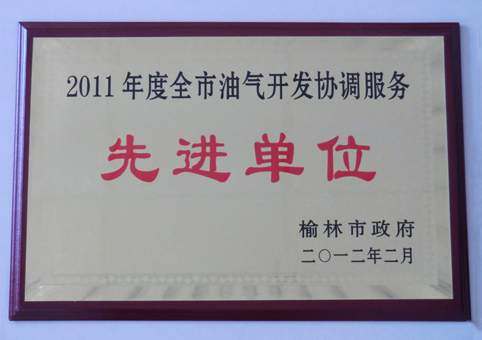 2011年度全市油气开发协调服务
先进单位
榆林市政府
二〇一二年二月